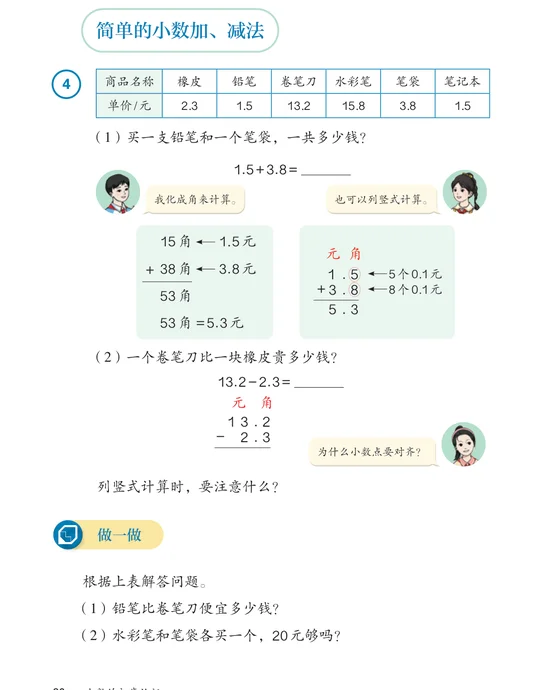 简单的小数加、减法
4
商品名称 橡皮 铅笔 卷笔刀 水彩笔 笔袋 笔记本
单价/元 2.3 1.5 13.2 15.8 3.8 1.5
（1）买一支铅笔和一个笔袋，一共多少钱？
1.5+3.8=
我化成角来计算。
也可以列竖式计算。
15角 ← 1.5元
+ 38角 ← 3.8元
53角
53角=5.3元
元 角
1.5 ← 5个0.1元
+3.8 ← 8个0.1元
5.3
（2）一个卷笔刀比一块橡皮贵多少钱？
13.2−2.3=
元 角
13.2
− 2.3
为什么小数点要对齐？
列竖式计算时，要注意什么？
做一做
根据上表解答问题。
（1）铅笔比卷笔刀便宜多少钱？
（2）水彩笔和笔袋各买一个，20元够吗？